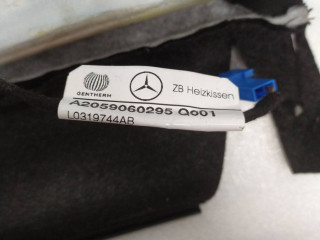 GENTHERM
ZB Heizkissen
A2059060295 Q001
L0319744AB